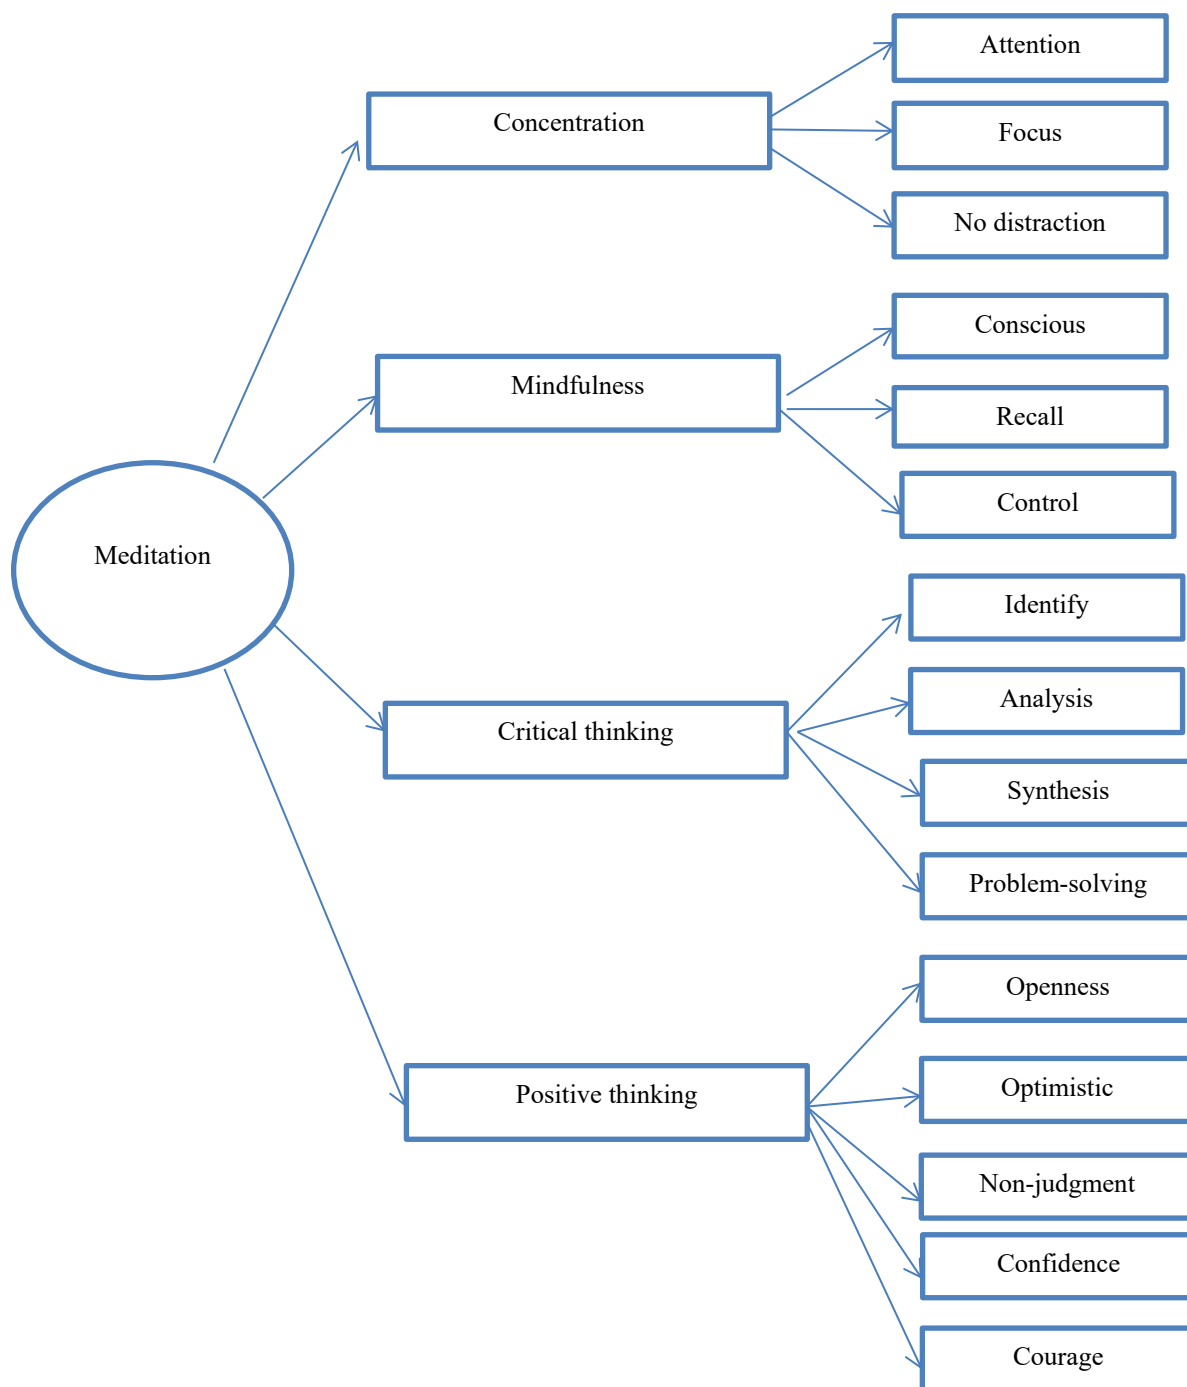 Meditation
Concentration
Attention
Focus
No distraction
Mindfulness
Conscious
Recall
Control
Critical thinking
Identify
Analysis
Synthesis
Problem-solving
Positive thinking
Openness
Optimistic
Non-judgment
Confidence
Courage